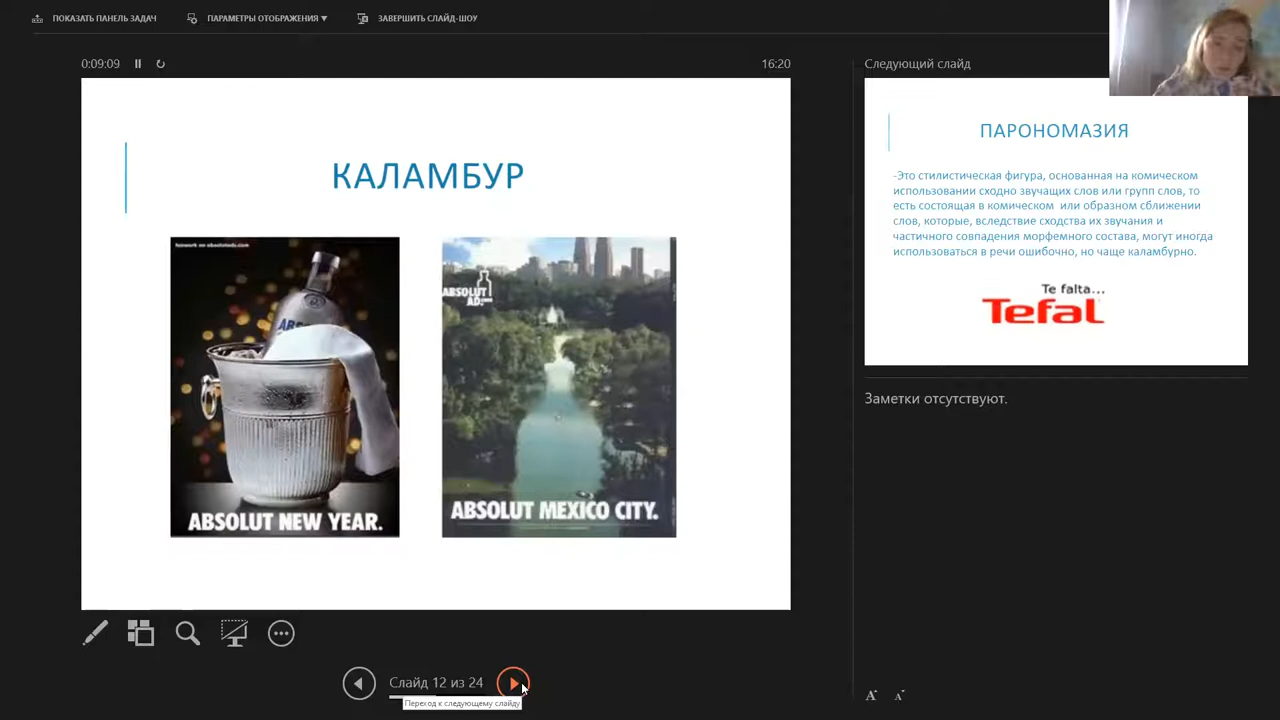 ПОКАЗАТЬ ПАНЕЛЬ ЗАДАЧ
ПАРАМЕТРЫ ОТОБРАЖЕНИЯ ▼
ЗАВЕРШИТЬ СЛАЙД-ШОУ
0:09:09
16:20
КАЛАМБУР
ABSOLUT NEW YEAR.
ABSOLUT
AD.
ABSOLUT MEXICO CITY.
Слайд 12 из 24
Переход к следующему слайду
Следующий слайд
ПАРОНОМАЗИЯ
-Это стилистическая фигура, основанная на комическом
использовании сходно звучащих слов или групп слов, то
есть состоящая в комическом или образном сближении
слов, которые, вследствие сходства их звучания и
частичного совпадения морфемного состава, могут иногда
использоваться в речи ошибочно, но чаще каламбурно.
Te falta...
Tefal
Заметки отсутствуют.
A
A